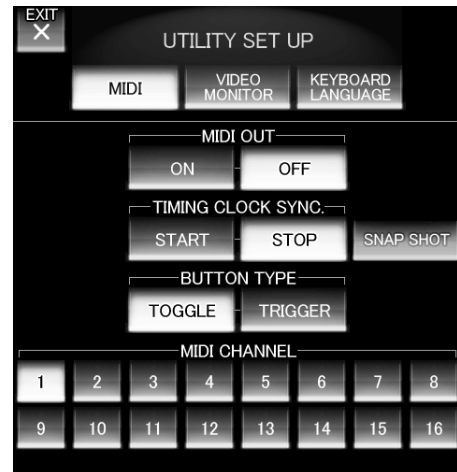 EXIT
×
UTILITY SET UP
MIDI
VIDEO MONITOR
KEYBOARD LANGUAGE
MIDI OUT
ON
OFF
TIMING CLOCK SYNC.
START
STOP
SNAP SHOT
BUTTON TYPE
TOGGLE
TRIGGER
MIDI CHANNEL
1 2 3 4 5 6 7 8
9 10 11 12 13 14 15 16